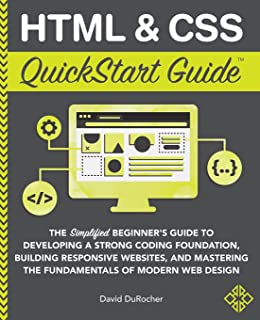 HTML & CSS
QuickStart Guide™
</>
{..}
THE Simplified BEGINNER'S GUIDE TO
DEVELOPING A STRONG CODING FOUNDATION,
BUILDING RESPONSIVE WEBSITES, AND MASTERING
THE FUNDAMENTALS OF MODERN WEB DESIGN
David DuRocher